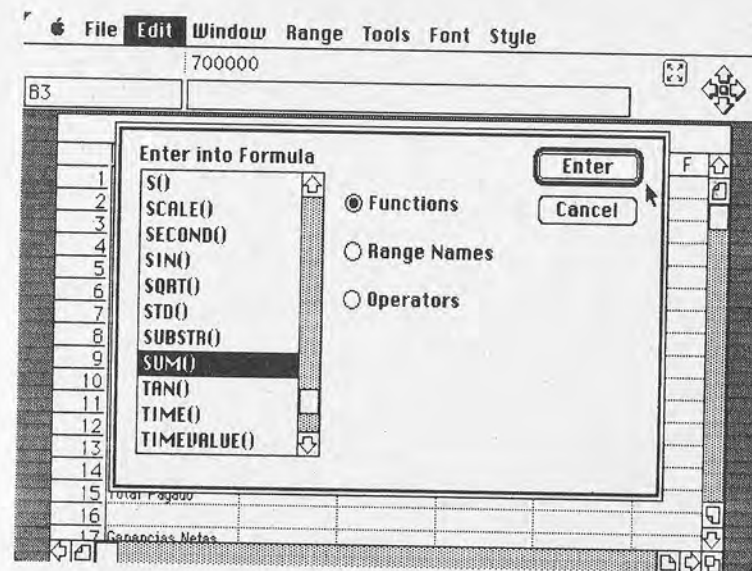 File Edit Window Range Tools Font Style
700000
B3
Enter into Formula
S()
SCALE()
SECOND()
SIN()
SQRT()
STD()
SUBSTR()
SUM()
TAN()
TIME()
TIMEVALUE()
Functions
Range Names
Operators
Enter
Cancel
F
1
2
3
4
5
6
7
8
9
10
11
12
13
14
15 Total Pagado
16
17 Ganancias Netas